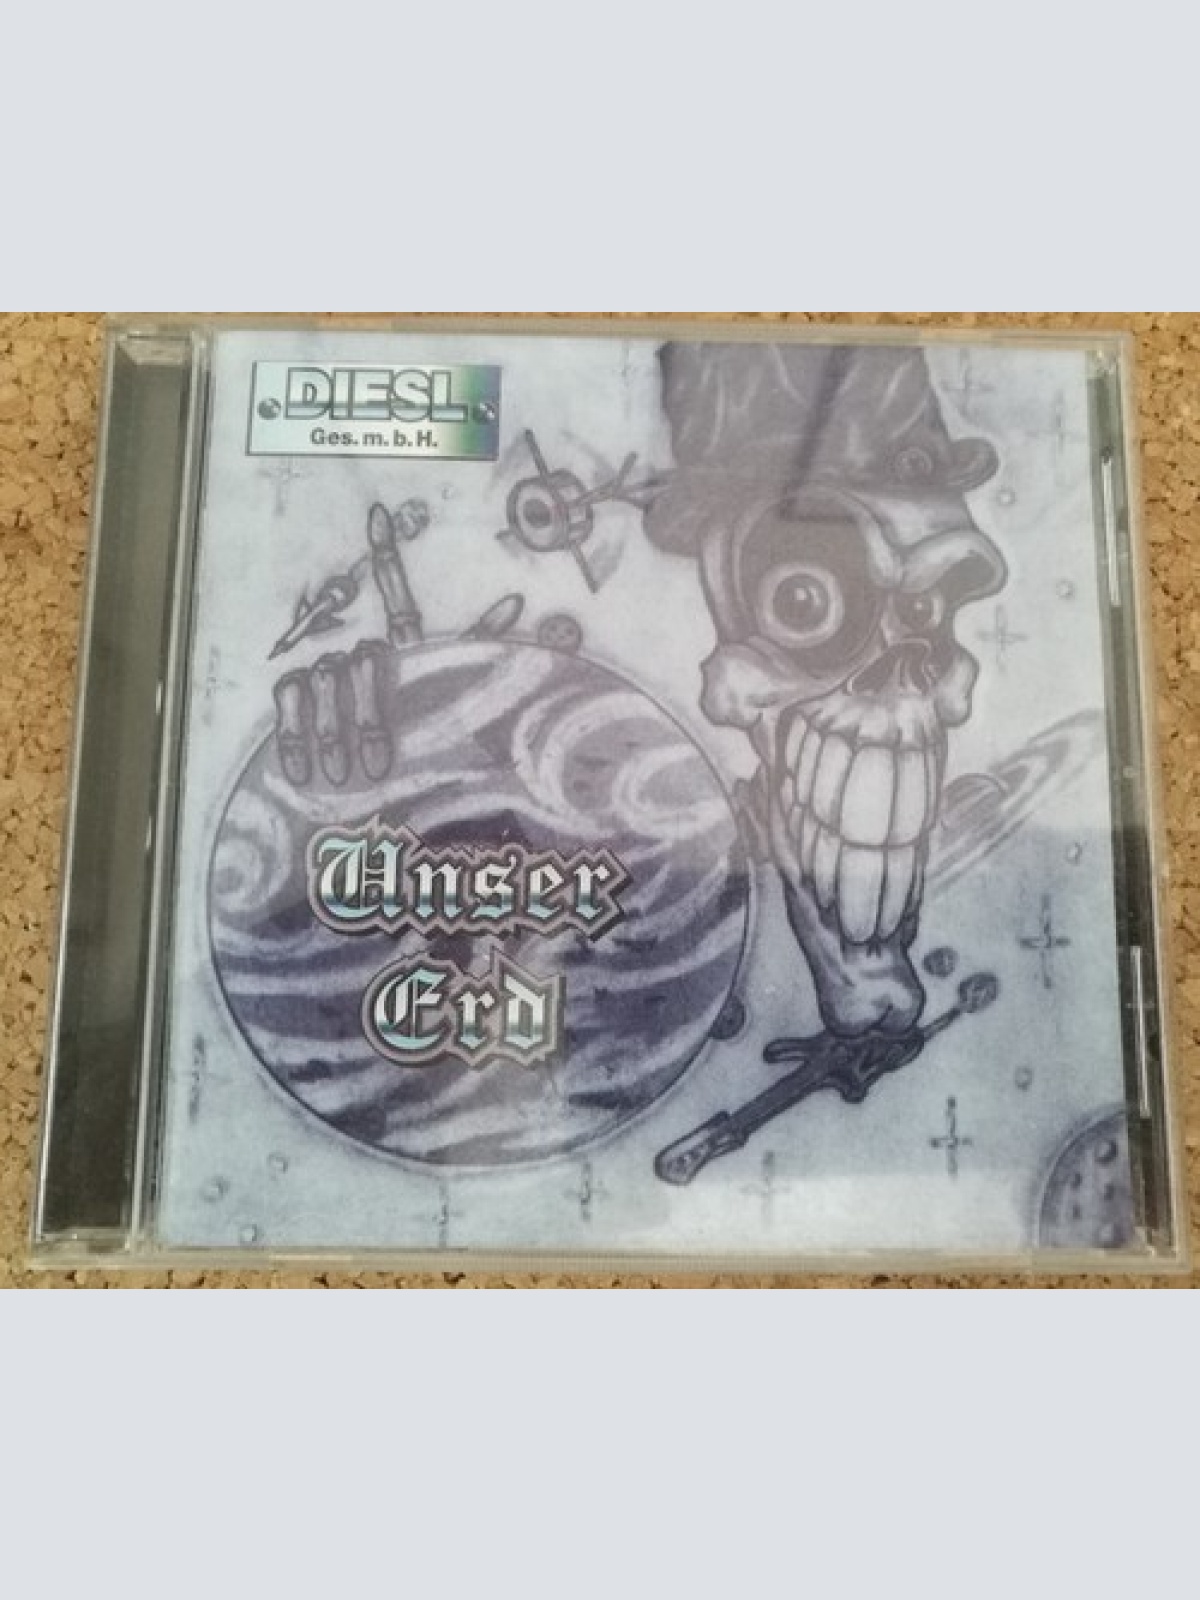 DIESL
Ges. m. b. H.
Unser
Erd